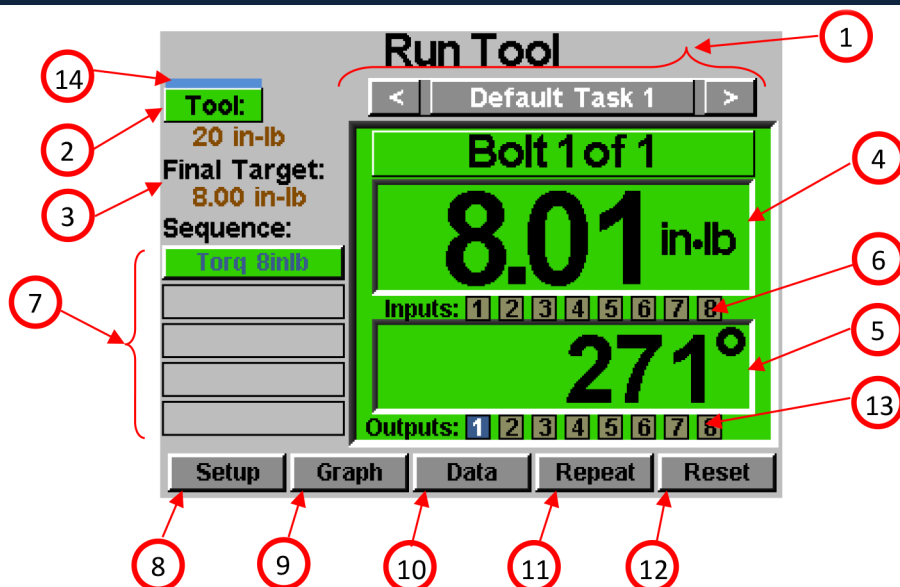 Run Tool
1
14
< Default Task 1 >
Tool:
2
20 in-lb
Bolt 1 of 1
Final Target:
4
8.00 in-lb
3
8.01 in•lb
Sequence:
Torq 8inlb
6
7
Inputs: 1 2 3 4 5 6 7 8
5
271°
13
Outputs: 1 2 3 4 5 6 7 8
Setup Graph Data Repeat Reset
8 9 10 11 12